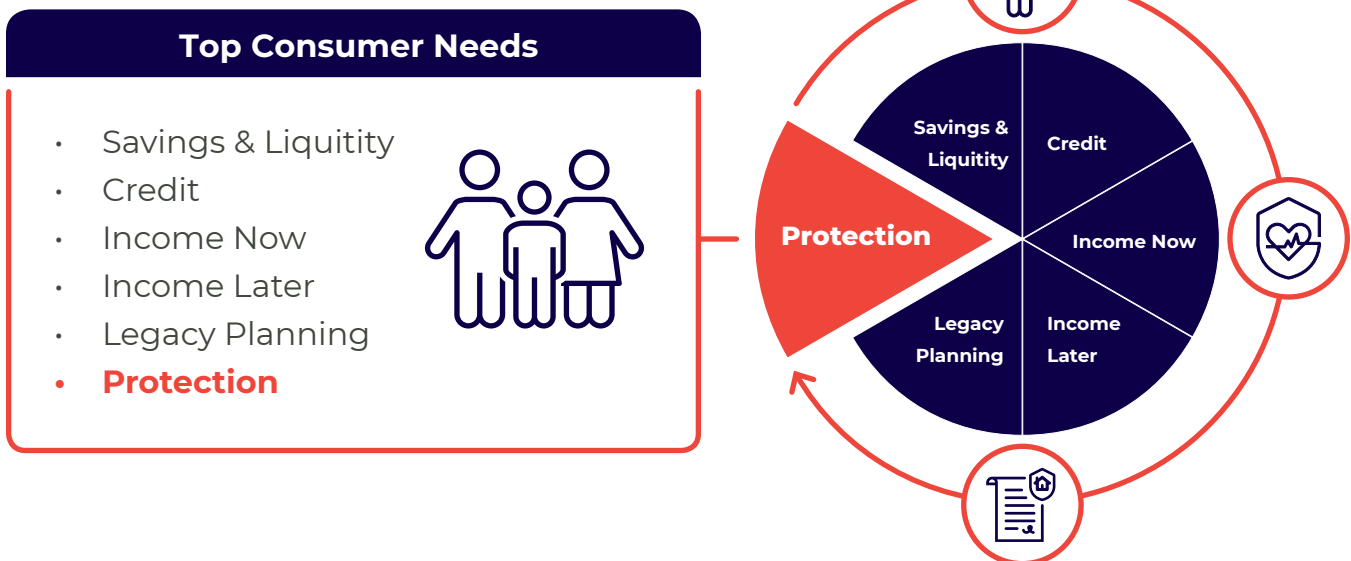 Top Consumer Needs
• Savings & Liquitity
• Credit
• Income Now
• Income Later
• Legacy Planning
• Protection
Savings &
Liquitity
Credit
Protection
Income Now
Legacy
Planning
Income
Later